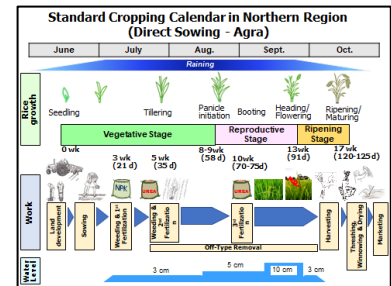 Standard Cropping Calendar in Northern Region
(Direct Sowing - Agra)
June July Aug. Sept. Oct.
Raining
Rice growth
Seedling Tillering Panicle initiation Booting Heading/Flowering Ripening/Maturing
Vegetative Stage Reproductive Stage Ripening Stage
0 wk
3 wk (21 d)
5 wk (35 d)
8-9wk (58 d)
10wk (70-75d)
13wk (91d)
17 wk (120-125d)
Work
NPK UREA UREA
Land development
Sowing
Weeding & 1st Fertilization
Weeding & 2nd Fertilizatio n
3rd Fertilizatio n
Harvesting
Threshing, Winnowing & Drying
Marketing
Off-Type Removal
Water Level
3 cm 5 cm 10 cm 3 cm